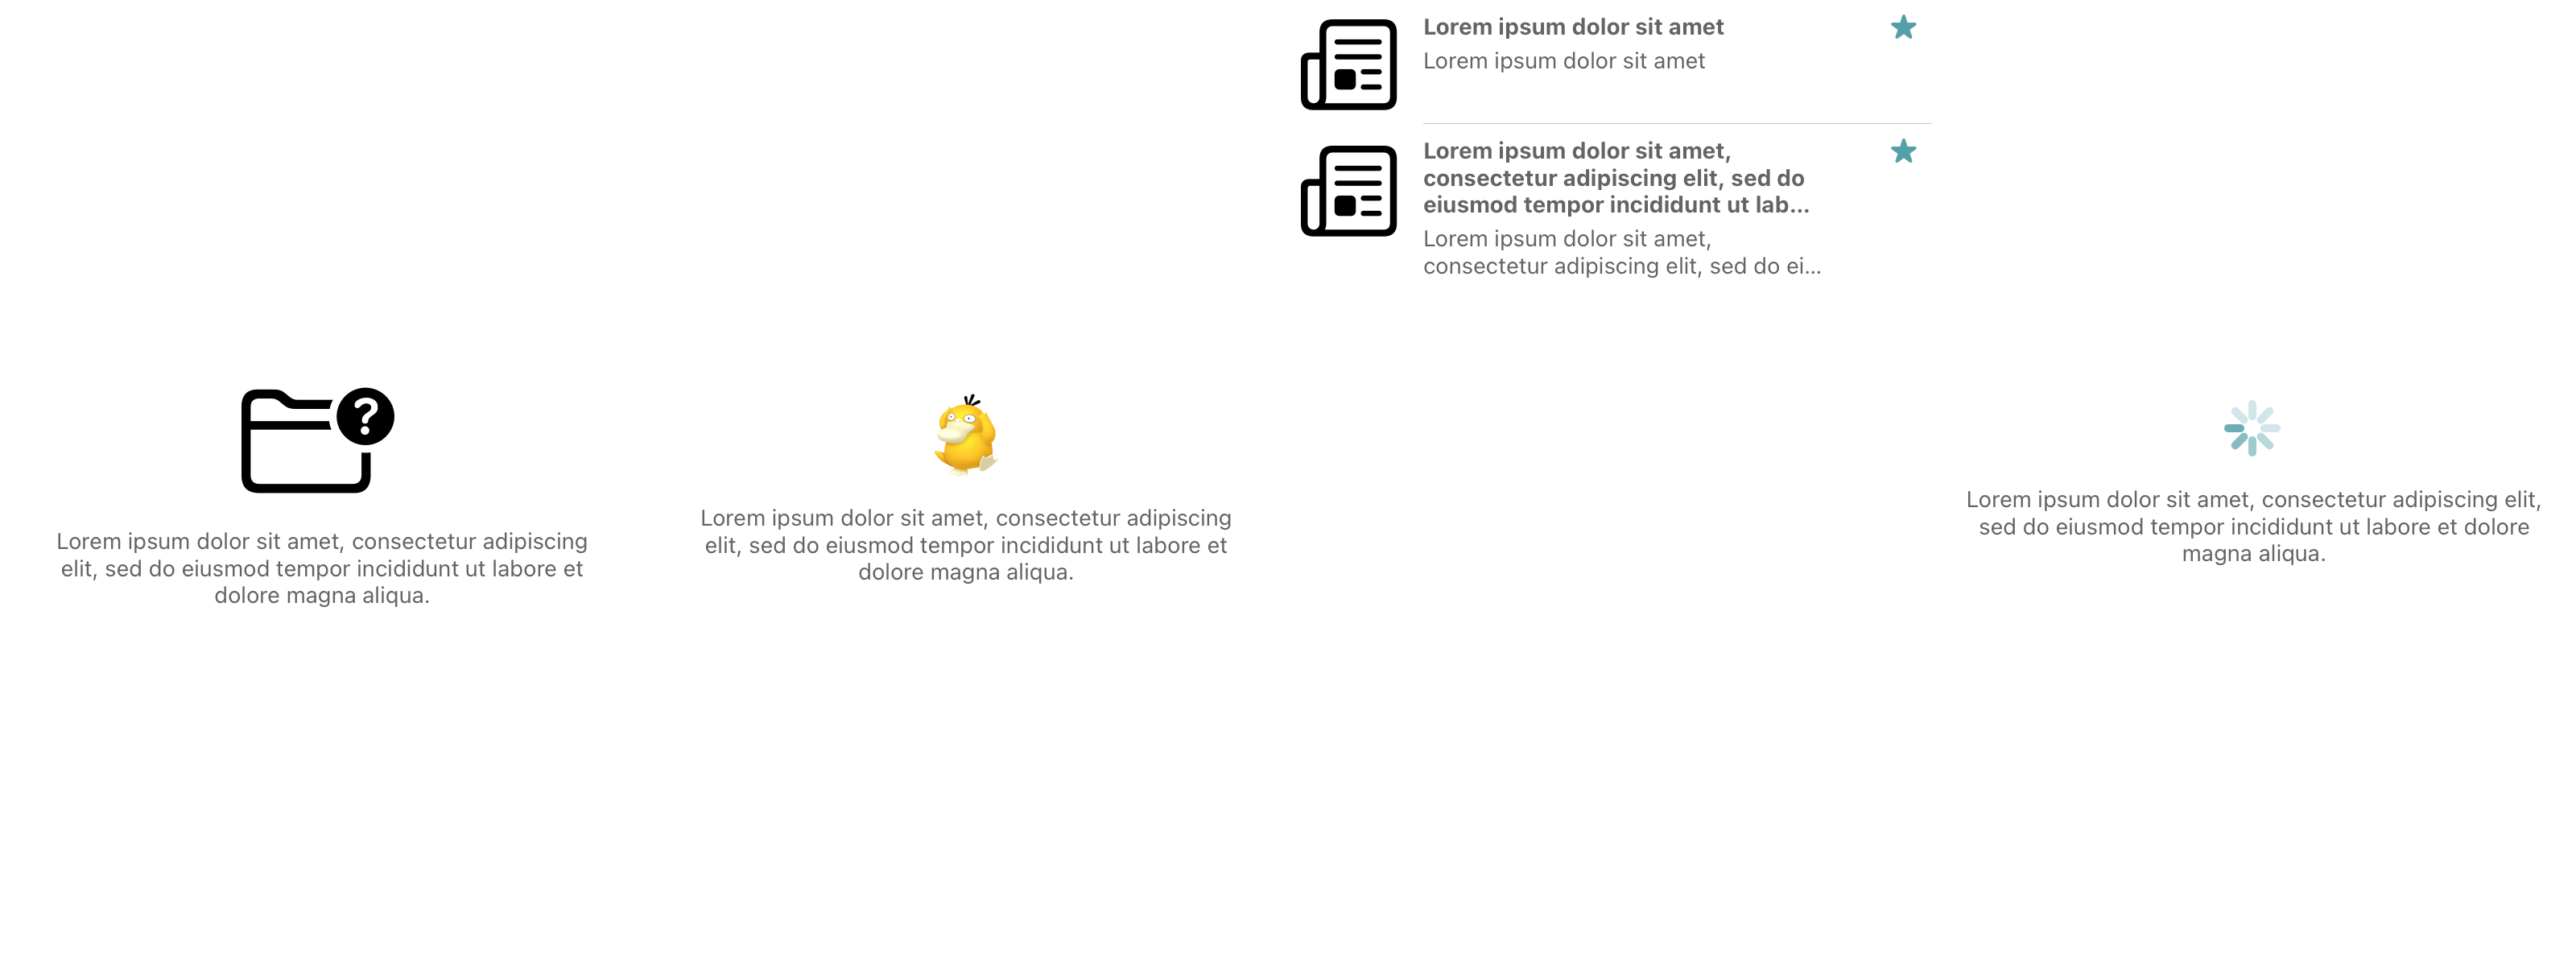 Lorem ipsum dolor sit amet
Lorem ipsum dolor sit amet
Lorem ipsum dolor sit amet,
consectetur adipiscing elit, sed do
eiusmod tempor incididunt ut lab...
Lorem ipsum dolor sit amet,
consectetur adipiscing elit, sed do ei...
?
Lorem ipsum dolor sit amet, consectetur adipiscing
elit, sed do eiusmod tempor incididunt ut labore et
dolore magna aliqua.
Lorem ipsum dolor sit amet, consectetur adipiscing
elit, sed do eiusmod tempor incididunt ut labore et
dolore magna aliqua.
Lorem ipsum dolor sit amet, consectetur adipiscing elit,
sed do eiusmod tempor incididunt ut labore et dolore
magna aliqua.